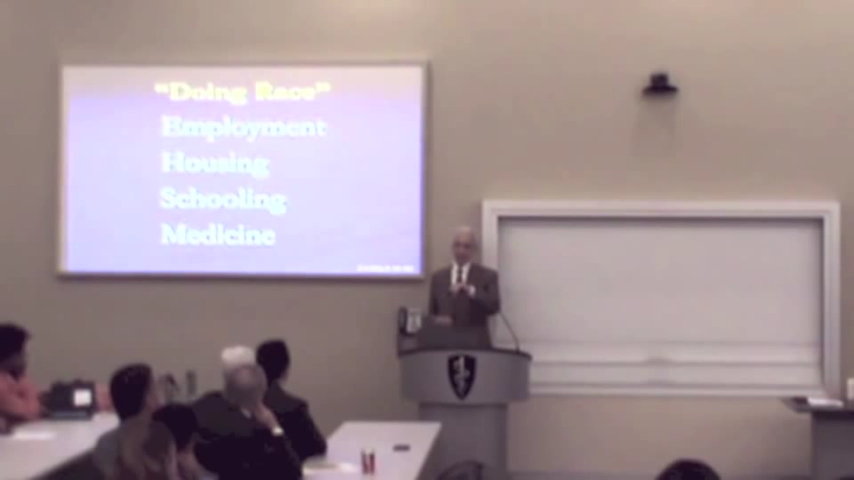 “Doing Race”
Employment
Housing
Schooling
Medicine